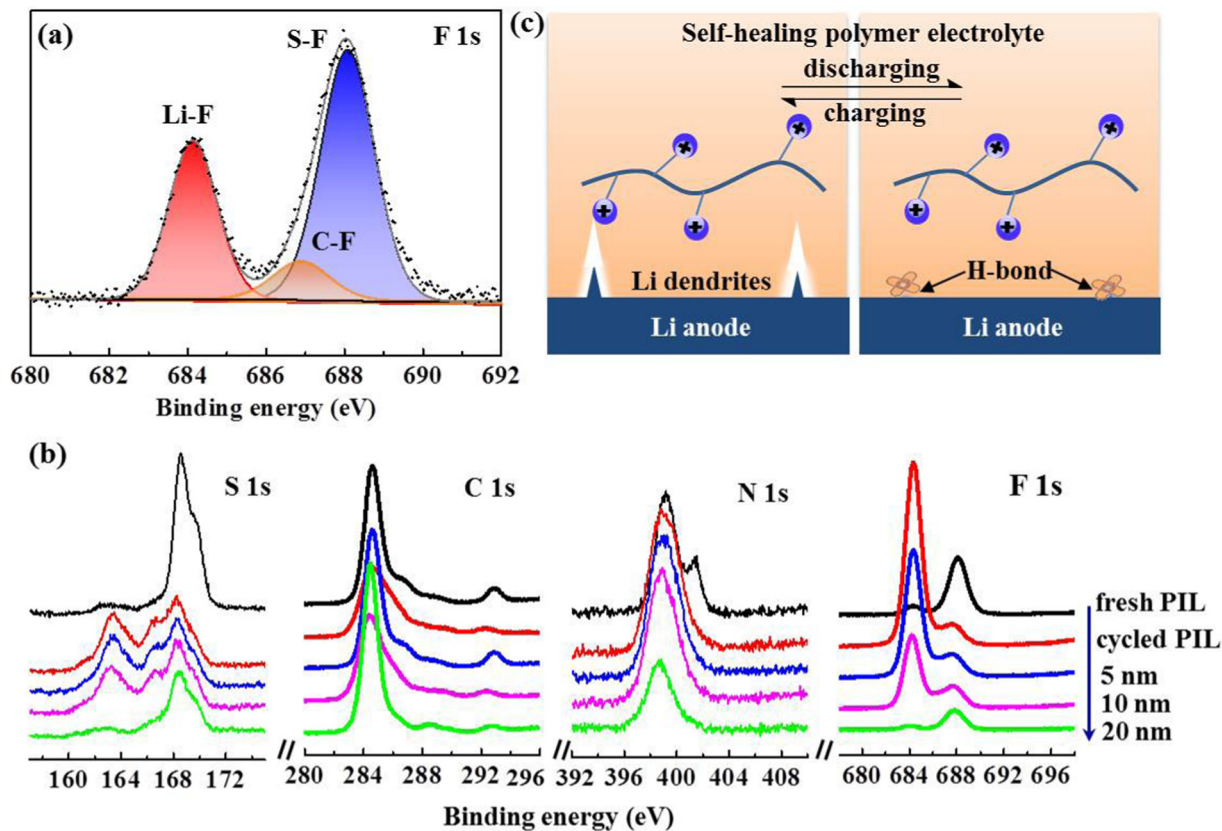 (a)
F 1s
S-F
Li-F
C-F
680 682 684 686 688 690 692
Binding energy (eV)
(c)
Self-healing polymer electrolyte
discharging
charging
+ + + +
+ + + +
Li dendrites
H-bond
Li anode
Li anode
(b)
S 1s
C 1s
N 1s
F 1s
fresh PIL
cycled PIL
5 nm
10 nm
20 nm
160 164 168 172 // 280 284 288 292 296 // 392 396 400 404 408 // 680 684 688 692 696
Binding energy (eV)